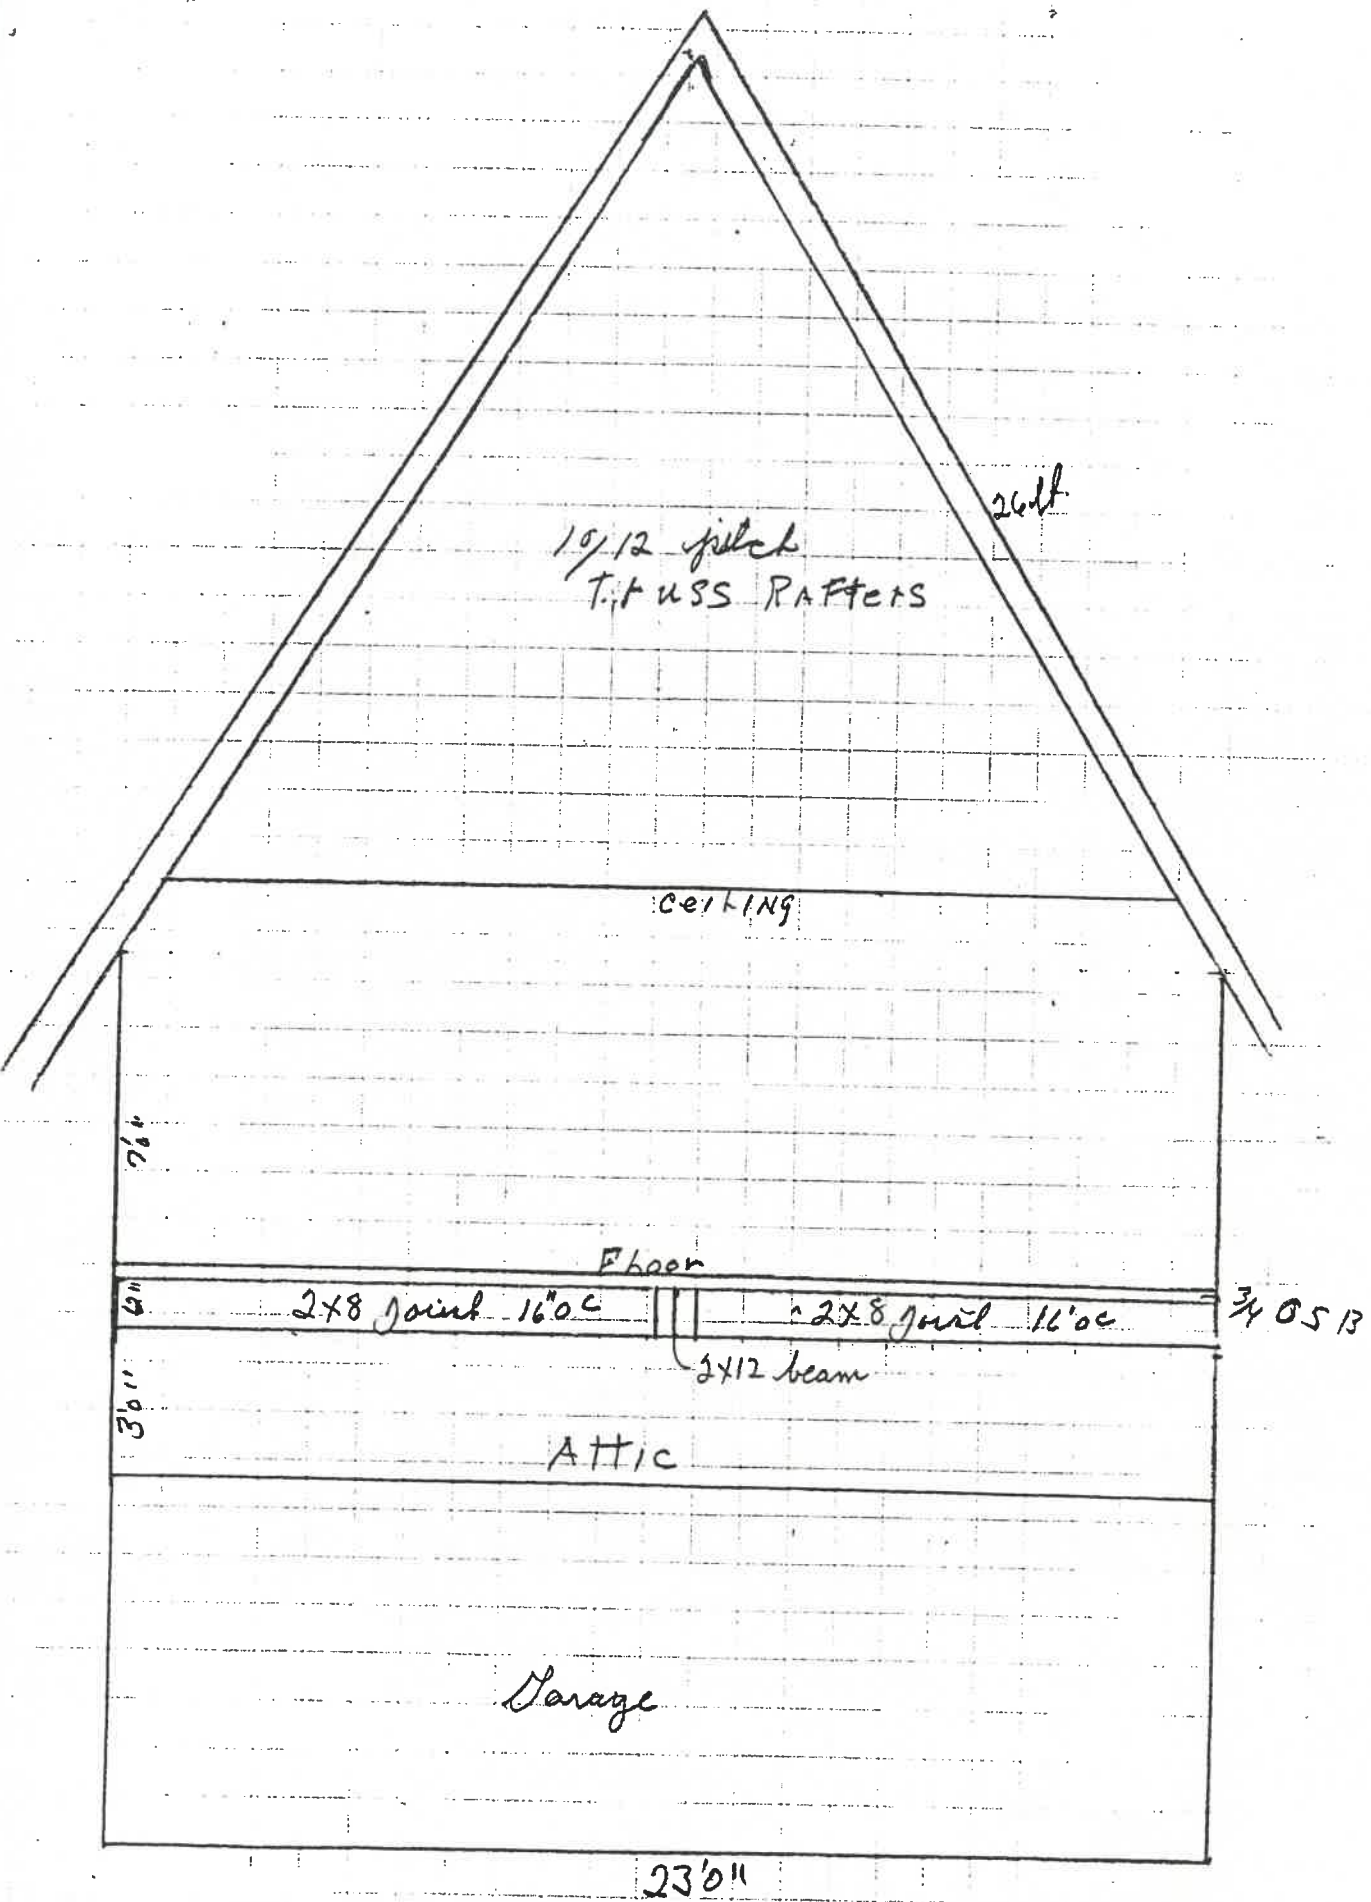 26ft.
10/12 pitch
Truss Rafters
Ceiling
7'0"
Floor
2x8 Joist 16"oc
2x8 Joist 16'oc
3/4 OSB
2x12 beam
3'0"
Attic
Garage
23'0"